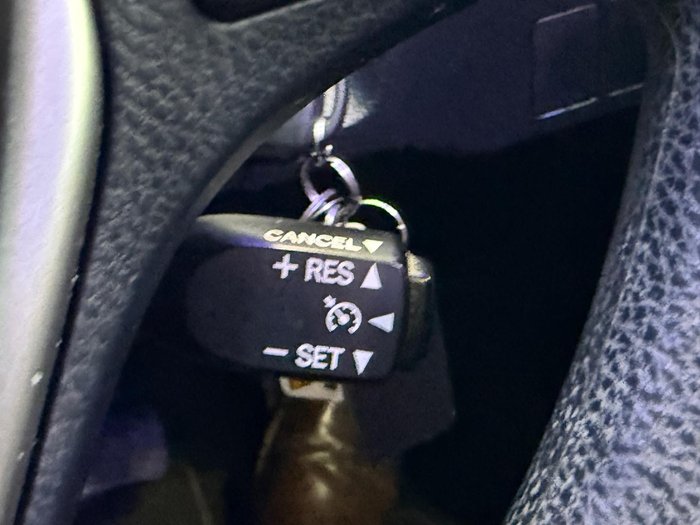 CANCEL▼
+ RES ▲
◀
− SET ▼